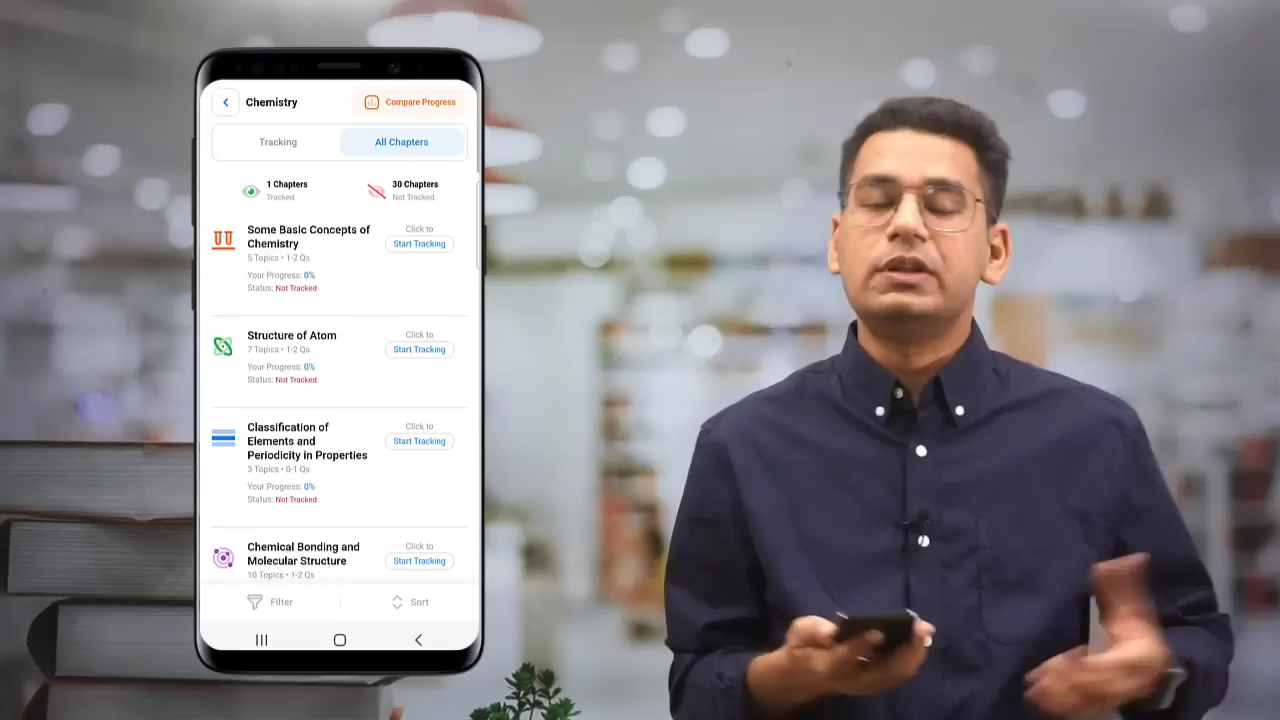 Chemistry
Compare Progress
Tracking
All Chapters
1 Chapters
Tracked
30 Chapters
Not Tracked
Some Basic Concepts of
Chemistry
5 Topics • 1-2 Qs
Your Progress: 0%
Status: Not Tracked
Click to
Start Tracking
Structure of Atom
7 Topics • 1-2 Qs
Your Progress: 0%
Status: Not Tracked
Click to
Start Tracking
Classification of
Elements and
Periodicity in Properties
3 Topics • 0-1 Qs
Your Progress: 0%
Status: Not Tracked
Click to
Start Tracking
Chemical Bonding and
Molecular Structure
10 Topics • 1-2 Qs
Click to
Start Tracking
Filter
Sort